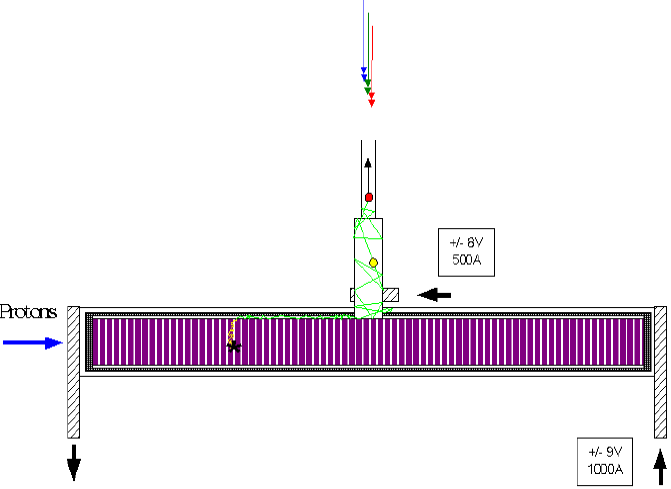 +/- 8V
500A
Protons
+/- 9V
1000A